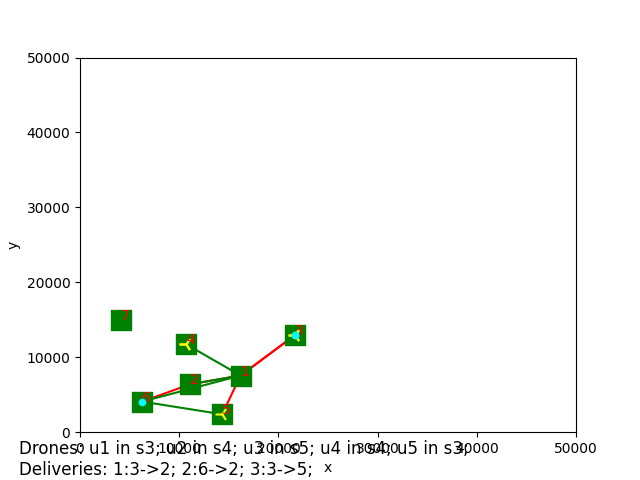 50000
40000
30000
20000
10000
0
y
0 10000 20000 30000 40000 50000
Drones: u1 in s3; u2 in s4; u3 in s5; u4 in s4; u5 in s3;
Deliveries: 1:3->2; 2:6->2; 3:3->5;
x